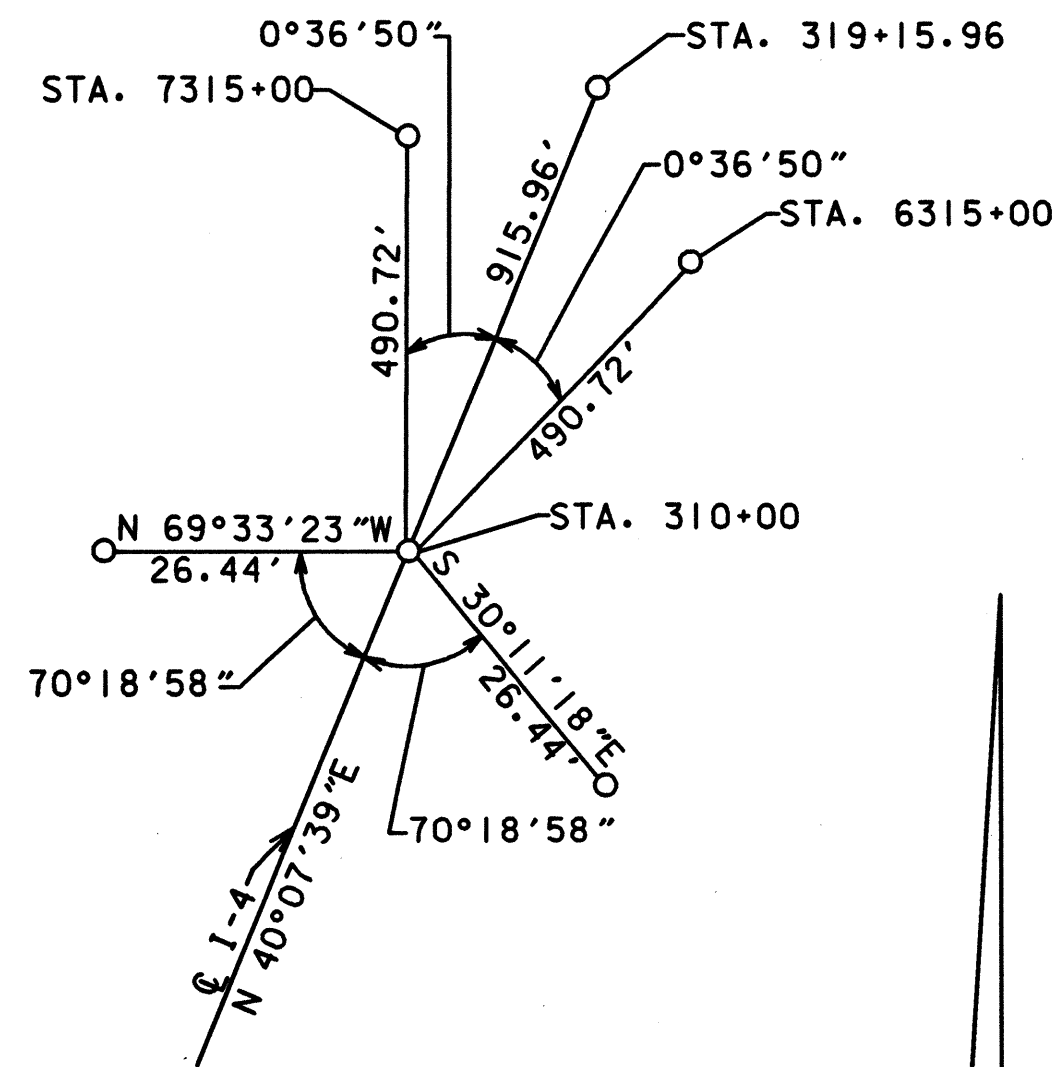 0°36'50"
STA. 319+15.96
STA. 7315+00
915.96'
0°36'50"
STA. 6315+00
490.72'
490.72'
STA. 310+00
N 69°33'23"W
26.44'
S 30°11'18"E
26.44'
70°18'58"
70°18'58"
℄ I-4
N 40°07'39"E